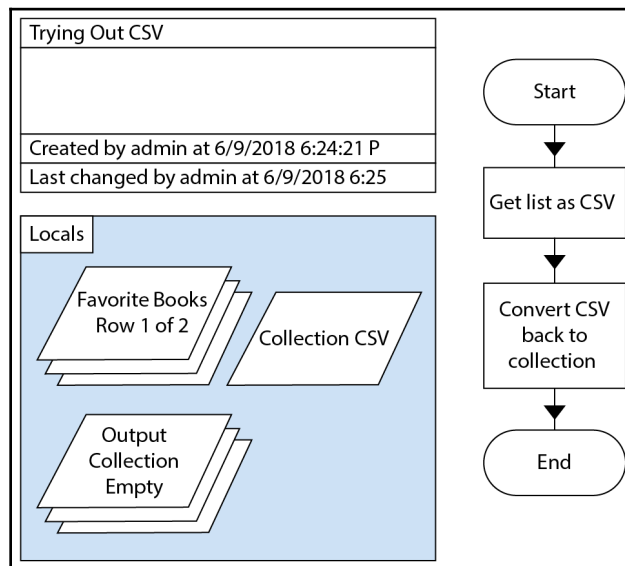 Trying Out CSV
Created by admin at 6/9/2018 6:24:21 P
Last changed by admin at 6/9/2018 6:25
Locals
Favorite Books
Row 1 of 2
Collection CSV
Output
Collection
Empty
Start
Get list as CSV
Convert CSV
back to
collection
End